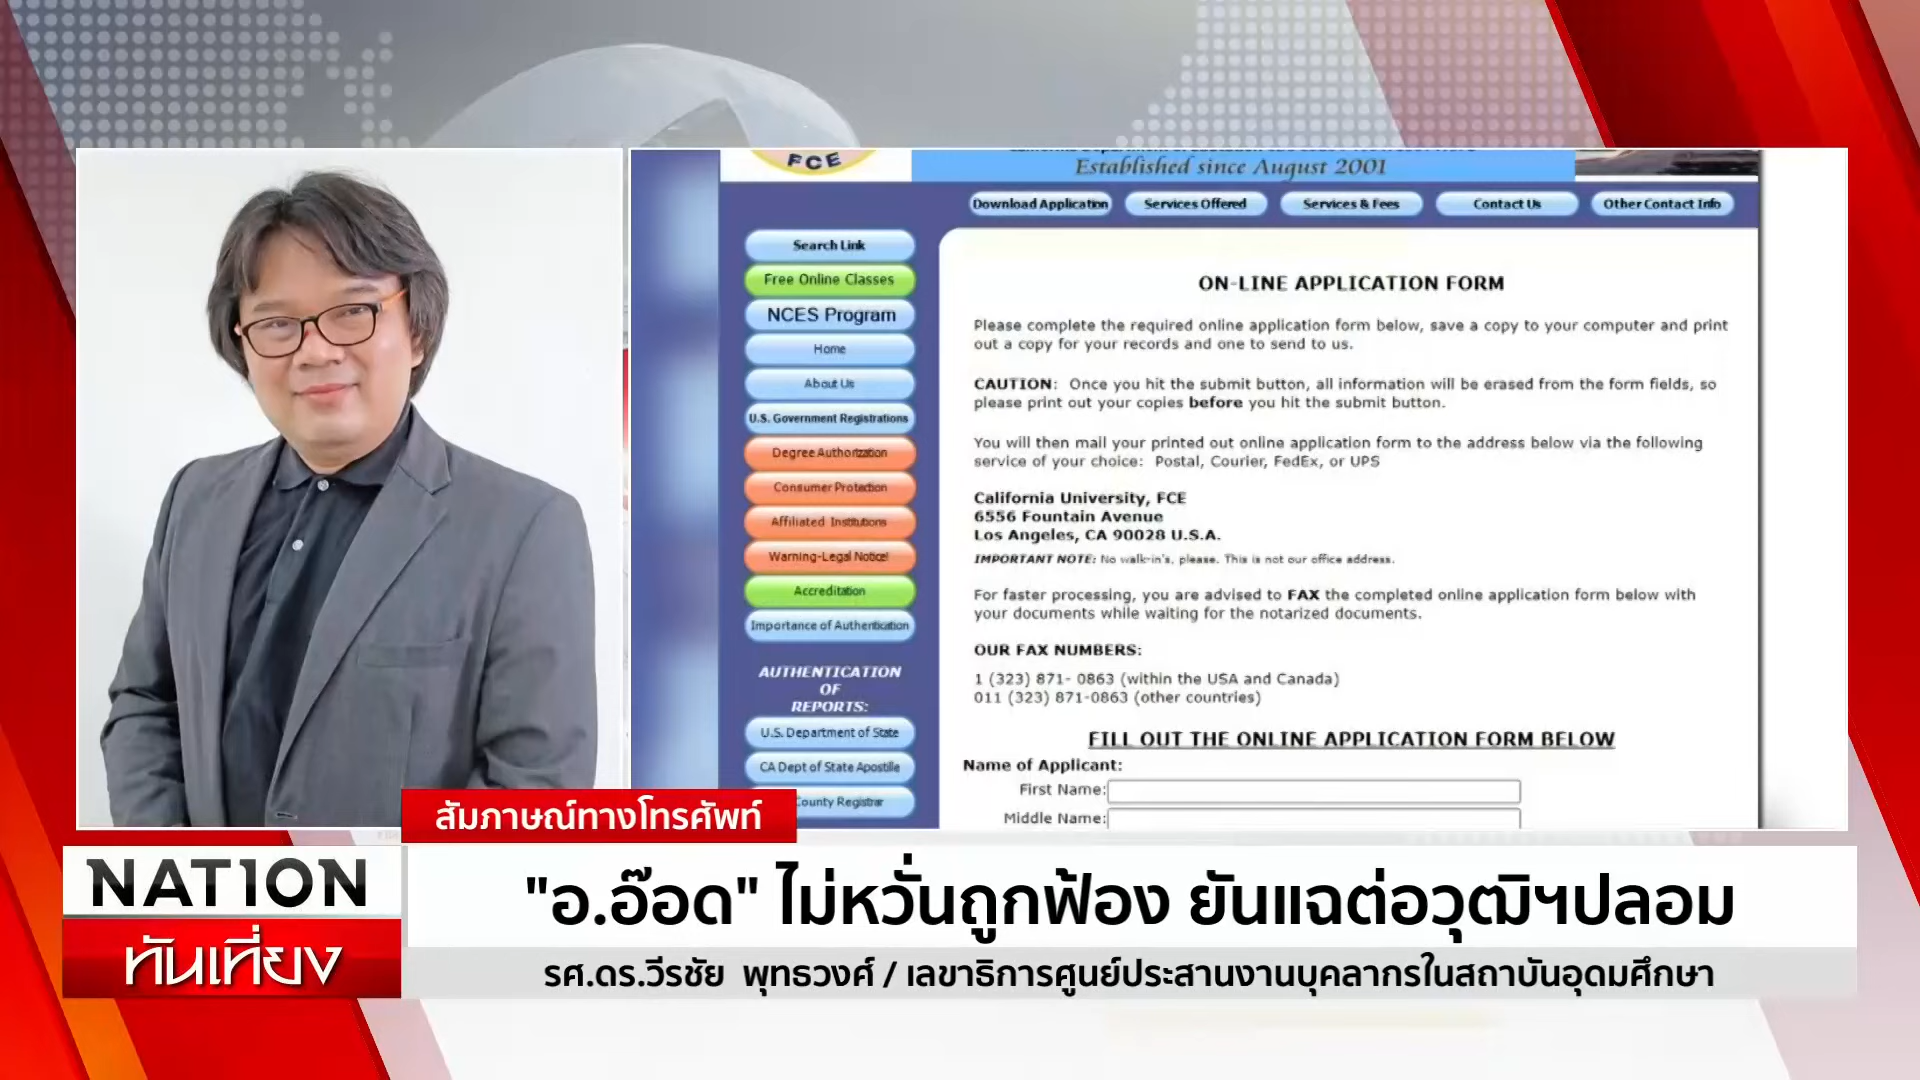 FCE
Established since August 2001
Download Application
Services Offered
Services & Fees
Contact Us
Other Contact Info
Search Link
Free Online Classes
NCES Program
Home
About Us
U.S. Government Registrations
Degree Authorization
Consumer Protection
Affiliated Institutions
Warning-Legal Notice!
Accreditation
Importance of Authentication
AUTHENTICATION
OF
REPORTS:
U.S. Department of State
CA Dept of State Apostille
County Registrar
ON-LINE APPLICATION FORM
Please complete the required online application form below, save a copy to your computer and print
out a copy for your records and one to send to us.
CAUTION: Once you hit the submit button, all information will be erased from the form fields, so
please print out your copies before you hit the submit button.
You will then mail your printed out online application form to the address below via the following
service of your choice: Postal, Courier, FedEx, or UPS
California University, FCE
6556 Fountain Avenue
Los Angeles, CA 90028 U.S.A.
IMPORTANT NOTE: No walk-in's, please. This is not our office address.
For faster processing, you are advised to FAX the completed online application form below with
your documents while waiting for the notarized documents.
OUR FAX NUMBERS:
1 (323) 871- 0863 (within the USA and Canada)
011 (323) 871-0863 (other countries)
FILL OUT THE ONLINE APPLICATION FORM BELOW
Name of Applicant:
First Name:
Middle Name:
สัมภาษณ์ทางโทรศัพท์
NATION
ทันเที่ยง
"อ.อ๊อด" ไม่หวั่นถูกฟ้อง ยันแฉต่อวุฒิฯปลอม
รศ.ดร.วีรชัย พุทธวงศ์ / เลขาธิการศูนย์ประสานงานบุคลากรในสถาบันอุดมศึกษา